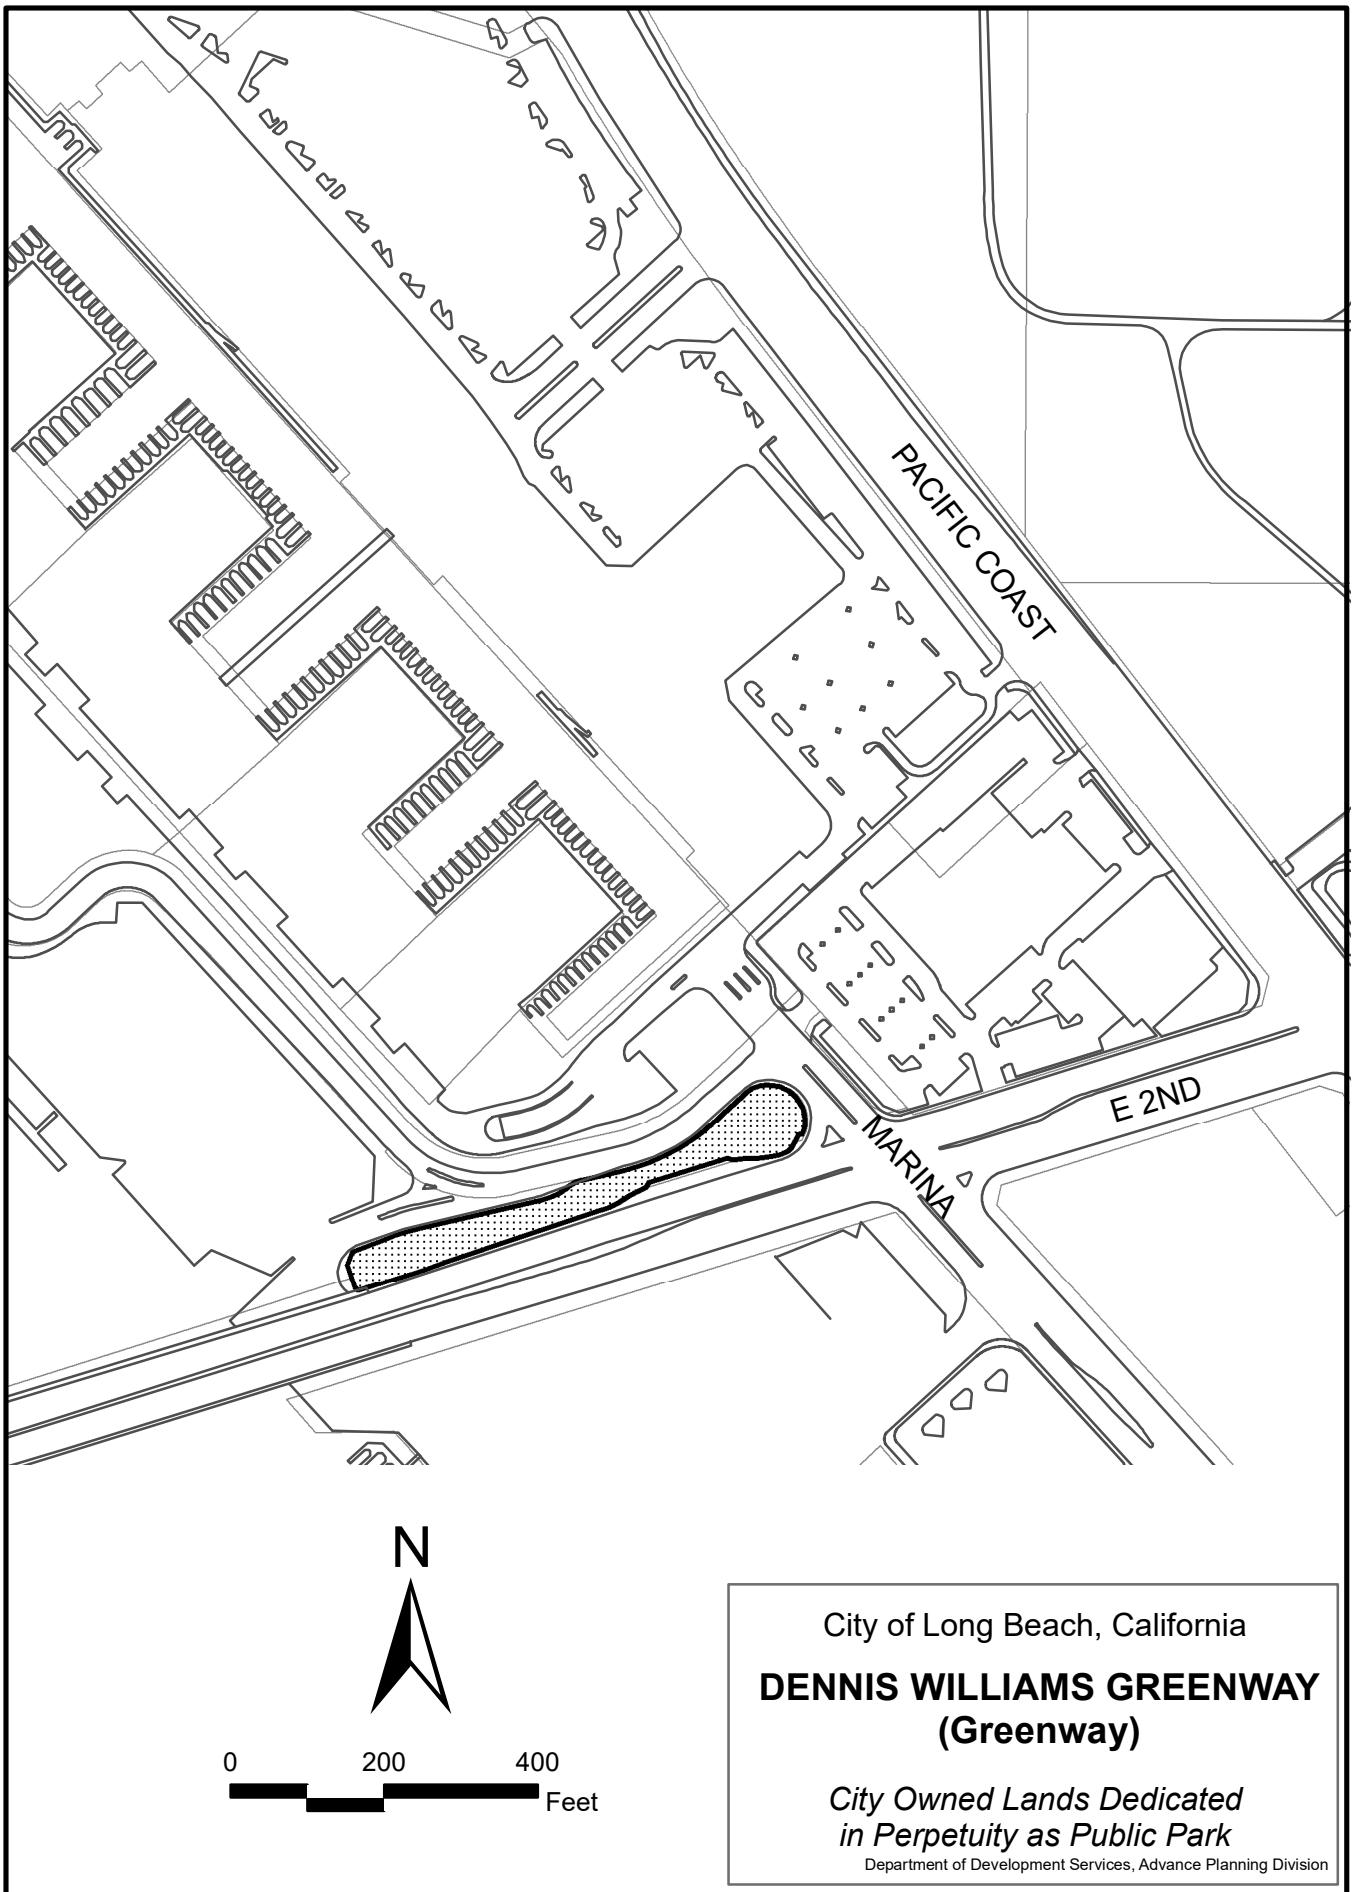 PACIFIC COAST
E 2ND
MARINA
N
0 200 400
Feet
City of Long Beach, California
DENNIS WILLIAMS GREENWAY
(Greenway)
City Owned Lands Dedicated
in Perpetuity as Public Park
Department of Development Services, Advance Planning Division